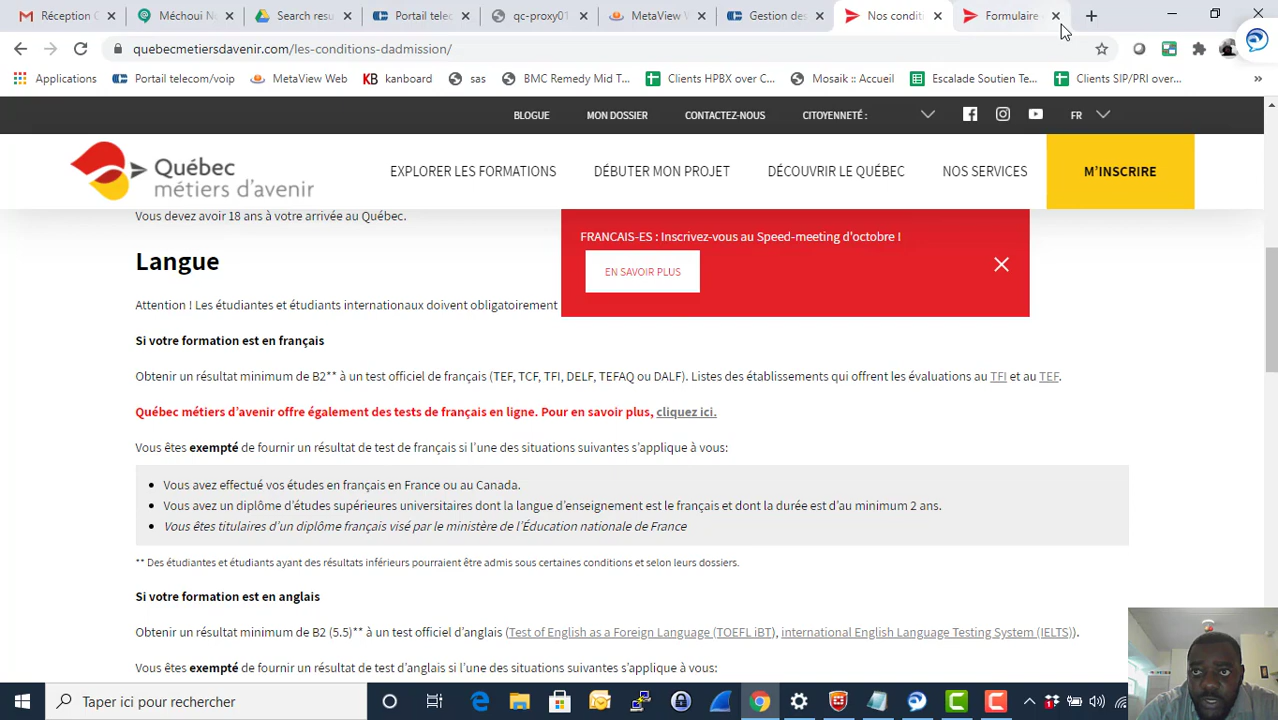 Réception G
Méchoui N
Search resu
Portail telec
qc-proxy01
MetaView W
Gestion des
Nos condit
Formulaire
quebecmetiersdavenir.com/les-conditions-dadmission/
Applications
Portail telecom/voip
MetaView Web
KB kanboard
sas
BMC Remedy Mid T...
Clients HPBX over C...
Mosaik :: Accueil
Escalade Soutien Te...
Clients SIP/PRI over...
»
BLOGUE MON DOSSIER CONTACTEZ-NOUS CITOYENNETÉ : FR
Québec
métiers d'avenir
EXPLORER LES FORMATIONS DÉBUTER MON PROJET DÉCOUVRIR LE QUÉBEC NOS SERVICES M'INSCRIRE
Vous devez avoir 18 ans à votre arrivée au Québec.
FRANCAIS-ES : Inscrivez-vous au Speed-meeting d'octobre !
EN SAVOIR PLUS
Langue
Attention ! Les étudiantes et étudiants internationaux doivent obligatoirement
Si votre formation est en français
Obtenir un résultat minimum de B2** à un test officiel de français (TEF, TCF, TFI, DELF, TEFAQ ou DALF). Listes des établissements qui offrent les évaluations au TFI et au TEF.
Québec métiers d'avenir offre également des tests de français en ligne. Pour en savoir plus, cliquez ici.
Vous êtes exempté de fournir un résultat de test de français si l'une des situations suivantes s'applique à vous:
• Vous avez effectué vos études en français en France ou au Canada.
• Vous avez un diplôme d'études supérieures universitaires dont la langue d'enseignement est le français et dont la durée est d'au minimum 2 ans.
• Vous êtes titulaires d'un diplôme français visé par le ministère de l'Éducation nationale de France
** Des étudiantes et étudiants ayant des résultats inférieurs pourraient être admis sous certaines conditions et selon leurs dossiers.
Si votre formation est en anglais
Obtenir un résultat minimum de B2 (5.5)** à un test officiel d'anglais (Test of English as a Foreign Language (TOEFL iBT), international English Language Testing System (IELTS)).
Vous êtes exempté de fournir un résultat de test d'anglais si l'une des situations suivantes s'applique à vous:
Taper ici pour rechercher